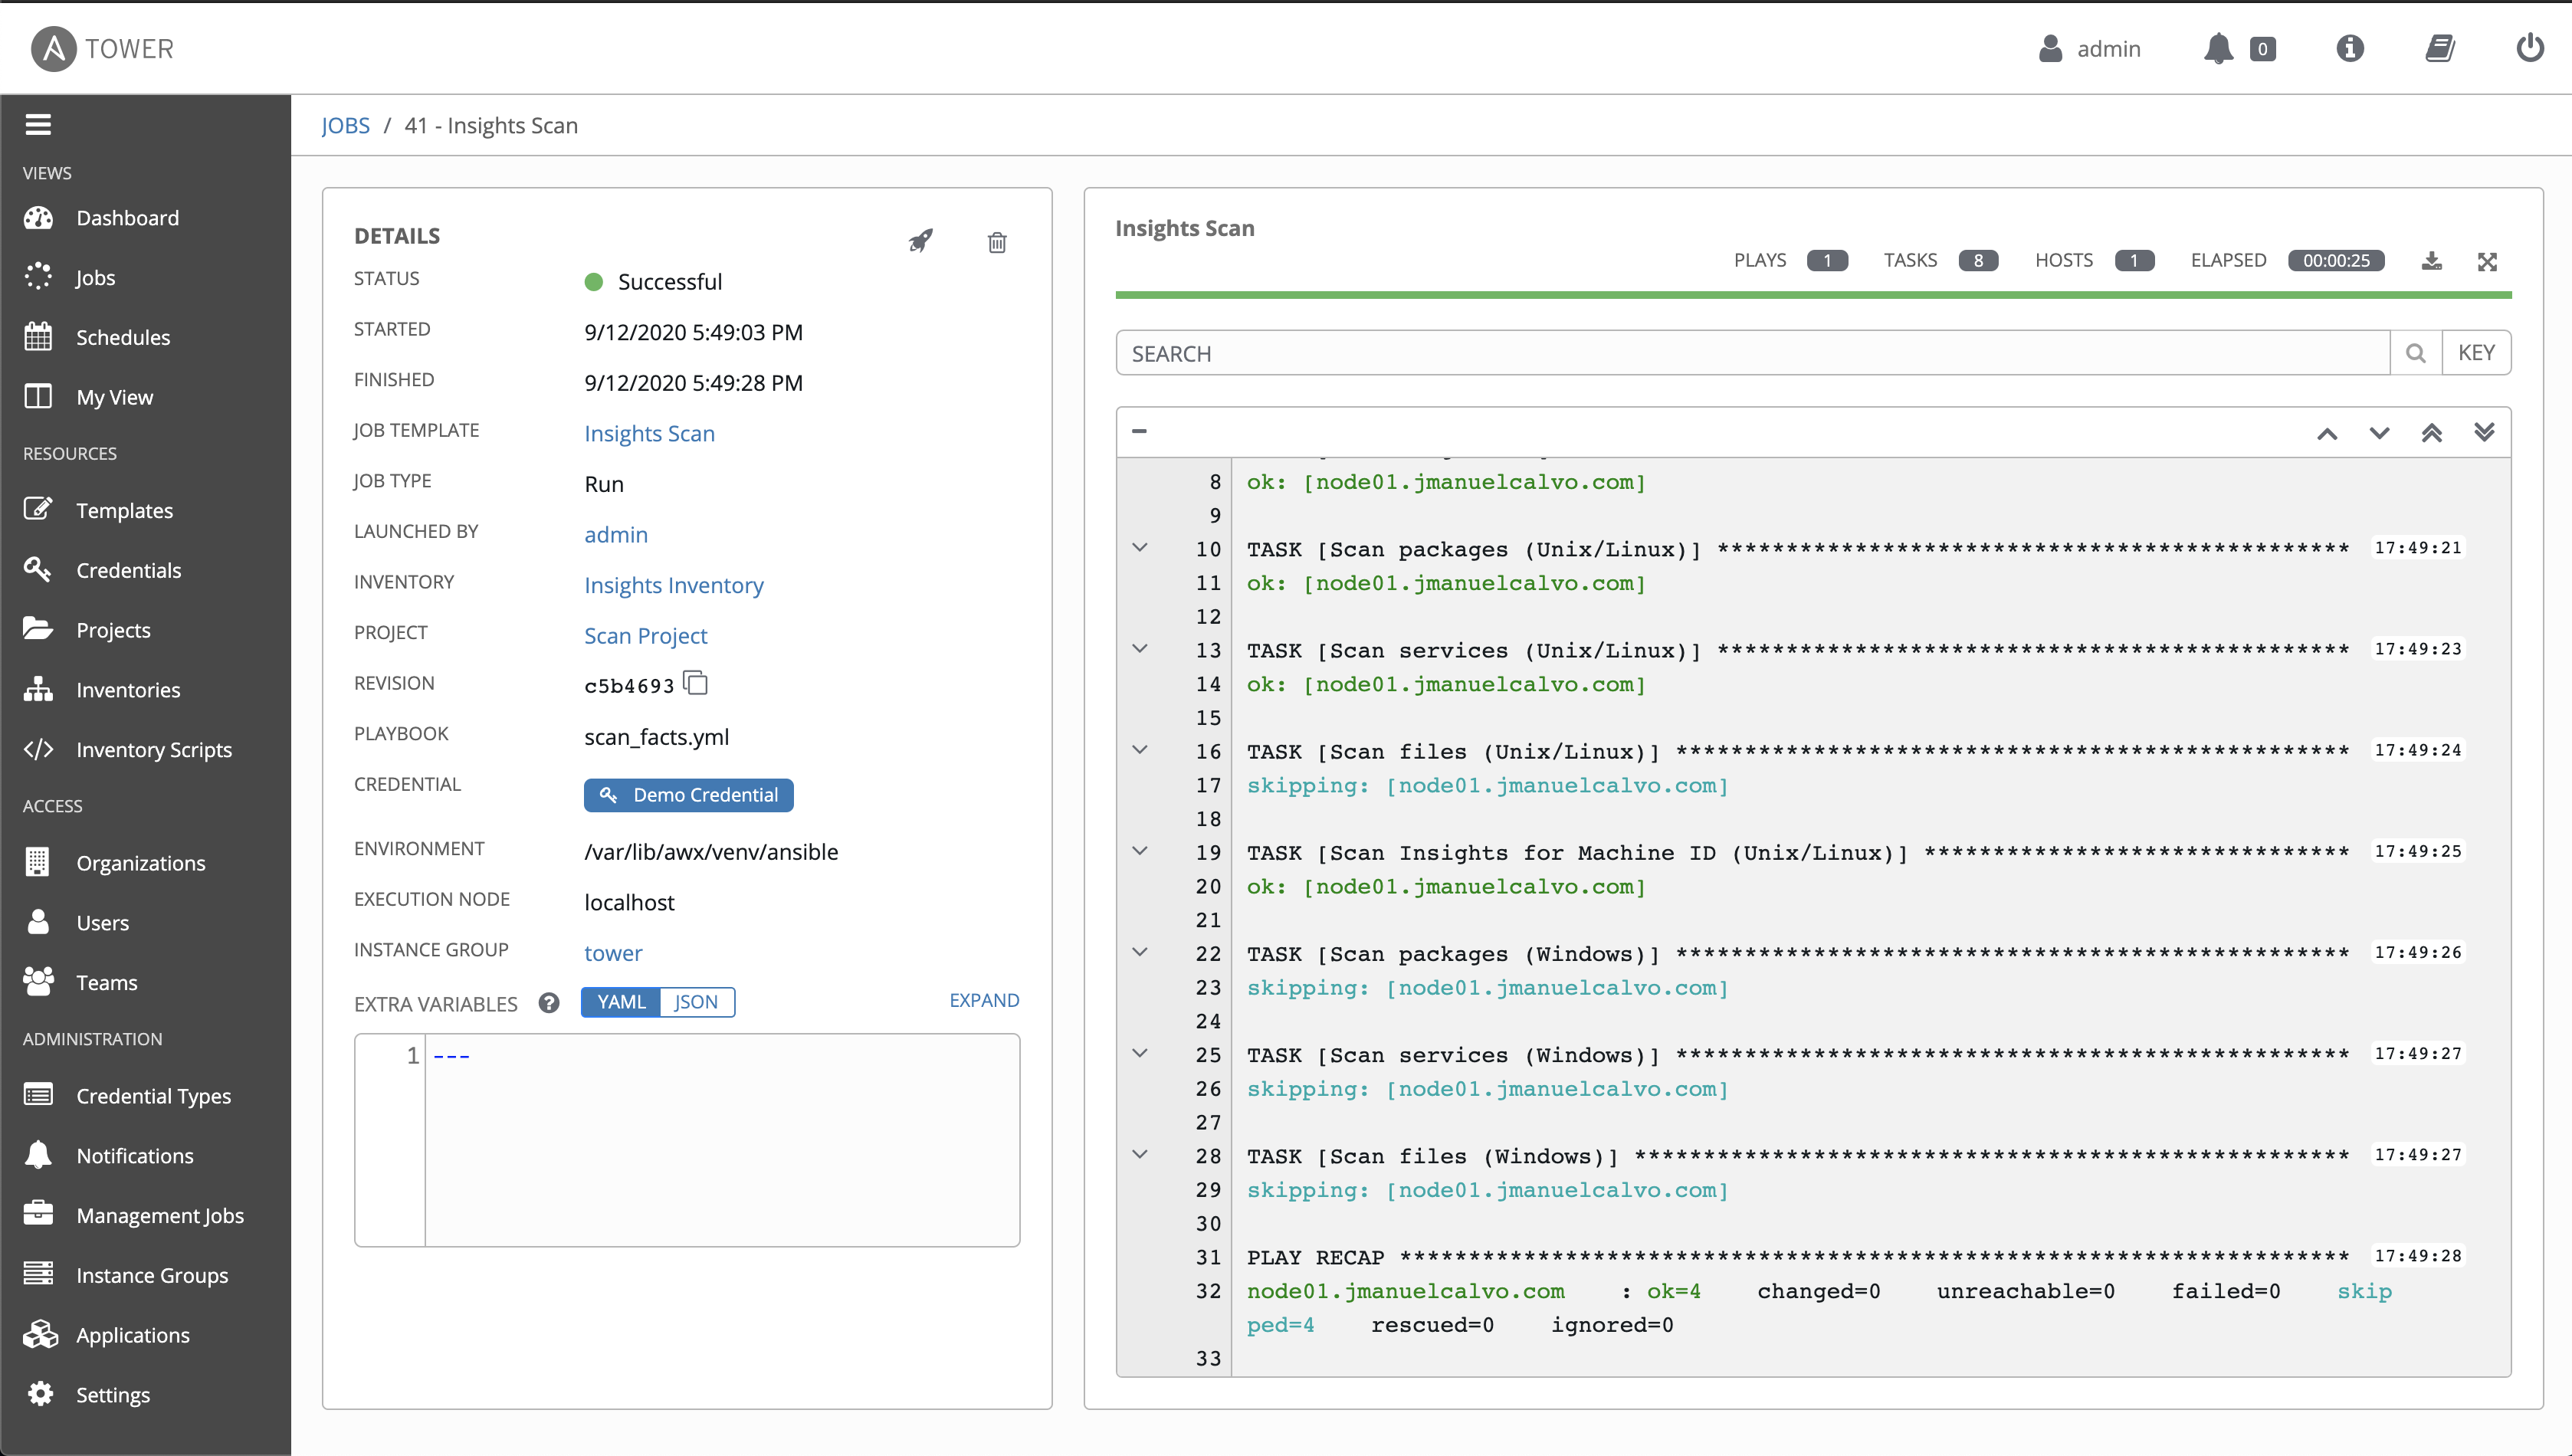 A TOWER
admin
0
JOBS / 41 - Insights Scan
VIEWS
Dashboard
Jobs
Schedules
My View
RESOURCES
Templates
Credentials
Projects
Inventories
Inventory Scripts
ACCESS
Organizations
Users
Teams
ADMINISTRATION
Credential Types
Notifications
Management Jobs
Instance Groups
Applications
Settings
DETAILS
STATUS Successful
STARTED 9/12/2020 5:49:03 PM
FINISHED 9/12/2020 5:49:28 PM
JOB TEMPLATE Insights Scan
JOB TYPE Run
LAUNCHED BY admin
INVENTORY Insights Inventory
PROJECT Scan Project
REVISION c5b4693
PLAYBOOK scan_facts.yml
CREDENTIAL Demo Credential
ENVIRONMENT /var/lib/awx/venv/ansible
EXECUTION NODE localhost
INSTANCE GROUP tower
EXTRA VARIABLES ? YAML JSON EXPAND
1 ---
Insights Scan
PLAYS 1 TASKS 8 HOSTS 1 ELAPSED 00:00:25
SEARCH KEY
8 ok: [node01.jmanuelcalvo.com]
9
10 TASK [Scan packages (Unix/Linux)] ********************************************** 17:49:21
11 ok: [node01.jmanuelcalvo.com]
12
13 TASK [Scan services (Unix/Linux)] ********************************************** 17:49:23
14 ok: [node01.jmanuelcalvo.com]
15
16 TASK [Scan files (Unix/Linux)] ************************************************* 17:49:24
17 skipping: [node01.jmanuelcalvo.com]
18
19 TASK [Scan Insights for Machine ID (Unix/Linux)] ******************************* 17:49:25
20 ok: [node01.jmanuelcalvo.com]
21
22 TASK [Scan packages (Windows)] ************************************************* 17:49:26
23 skipping: [node01.jmanuelcalvo.com]
24
25 TASK [Scan services (Windows)] ************************************************* 17:49:27
26 skipping: [node01.jmanuelcalvo.com]
27
28 TASK [Scan files (Windows)] **************************************************** 17:49:27
29 skipping: [node01.jmanuelcalvo.com]
30
31 PLAY RECAP ********************************************************************* 17:49:28
32 node01.jmanuelcalvo.com : ok=4 changed=0 unreachable=0 failed=0 skip
ped=4 rescued=0 ignored=0
33